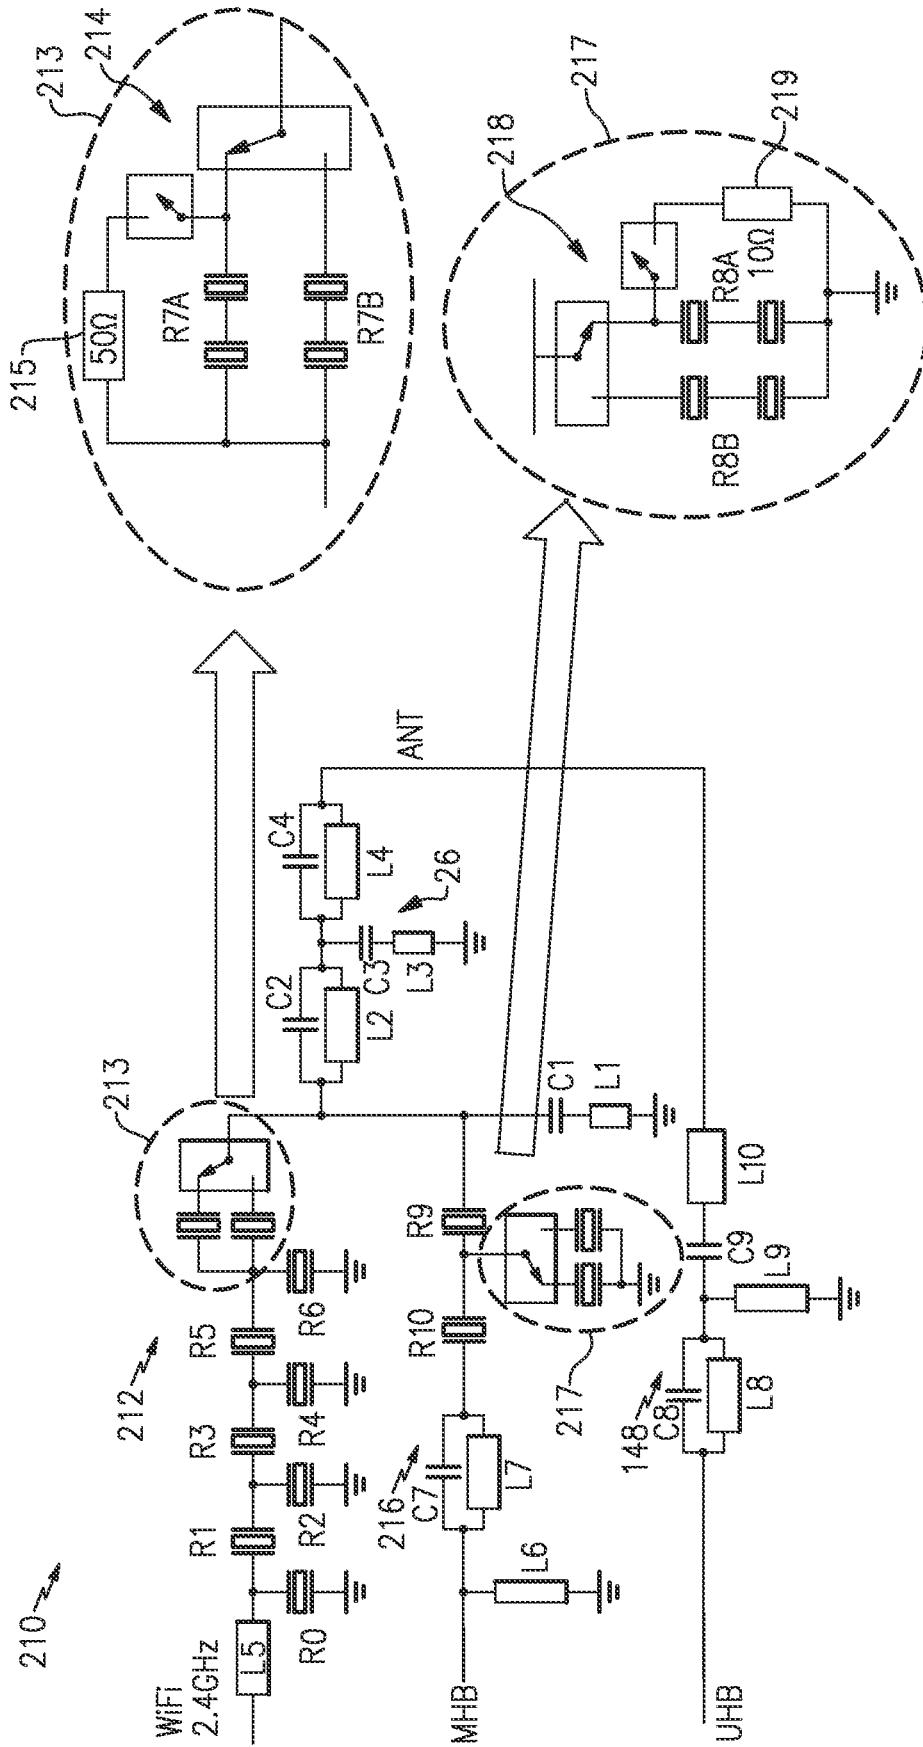 210
WiFi
2.4GHz
L5
R0
R1
R2
R3
R4
212
R5
R6
213
MHB
L6
216
C7
L7
R10
R9
217
C1
L1
UHB
148
C8
L8
L9
C9
L10
C2
L2
C3
L3
26
C4
L4
ANT
213
214
215
50Ω
R7A
R7B
217
218
219
10Ω
R8A
R8B